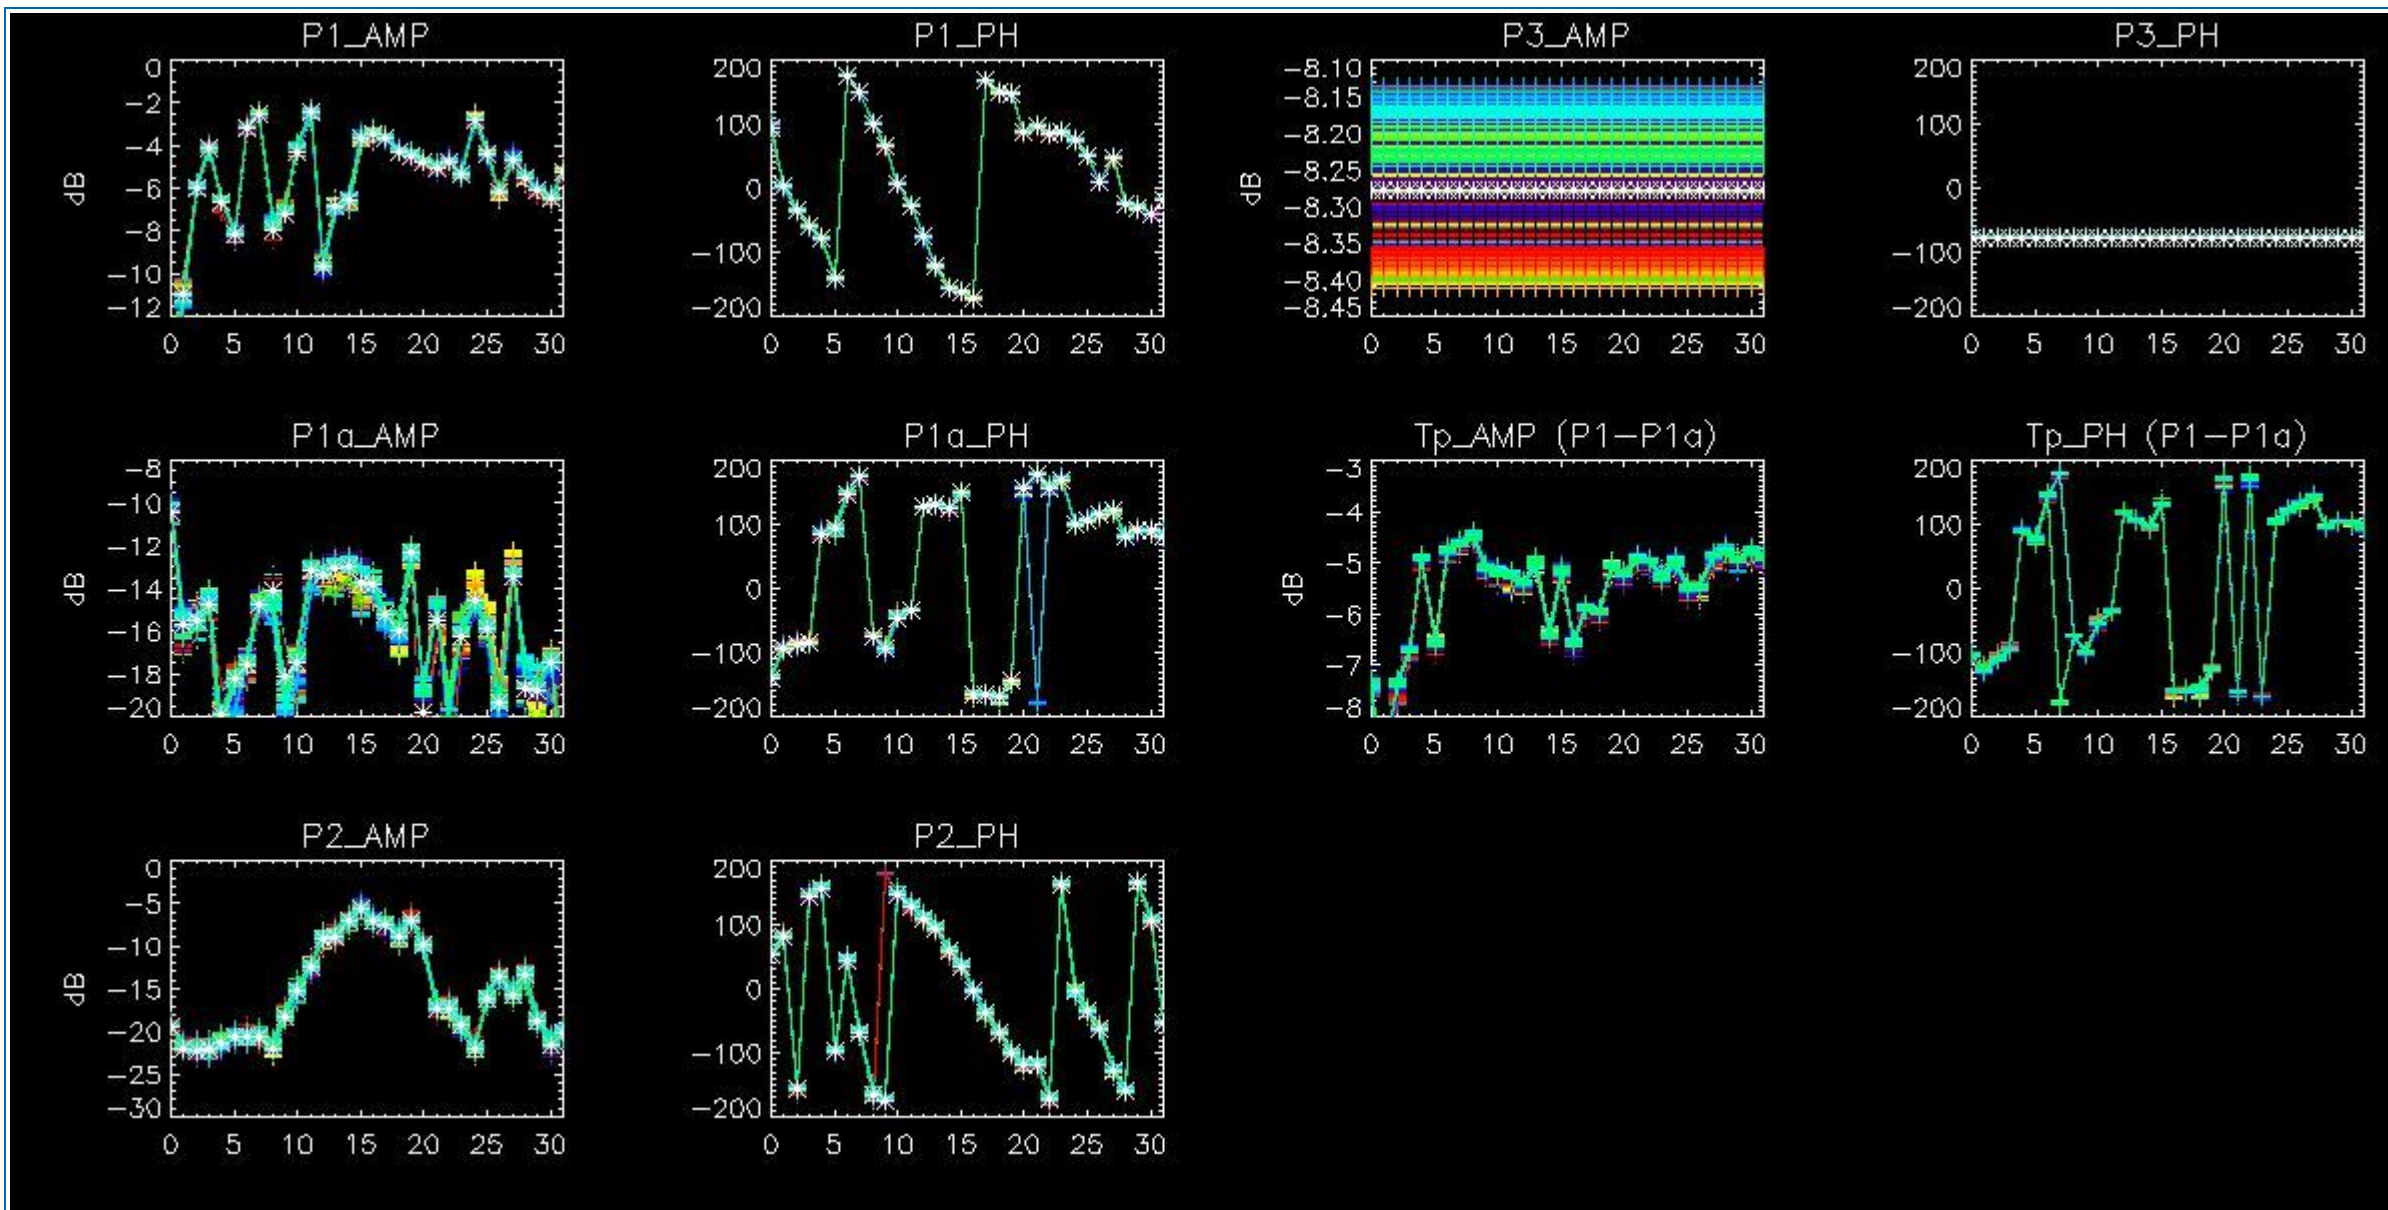 P1_AMP
0
−2
−4
−6
−8
−10
−12
dB
0 5 10 15 20 25 30
P1_PH
200
100
0
−100
−200
0 5 10 15 20 25 30
P3_AMP
−8.10
−8.15
−8.20
−8.25
−8.30
−8.35
−8.40
−8.45
dB
0 5 10 15 20 25 30
P3_PH
200
100
0
−100
−200
0 5 10 15 20 25 30
P1a_AMP
−8
−10
−12
−14
−16
−18
−20
dB
0 5 10 15 20 25 30
P1a_PH
200
100
0
−100
−200
0 5 10 15 20 25 30
Tp_AMP (P1−P1a)
−3
−4
−5
−6
−7
−8
dB
0 5 10 15 20 25 30
Tp_PH (P1−P1a)
200
100
0
−100
−200
0 5 10 15 20 25 30
P2_AMP
0
−5
−10
−15
−20
−25
−30
dB
0 5 10 15 20 25 30
P2_PH
200
100
0
−100
−200
0 5 10 15 20 25 30